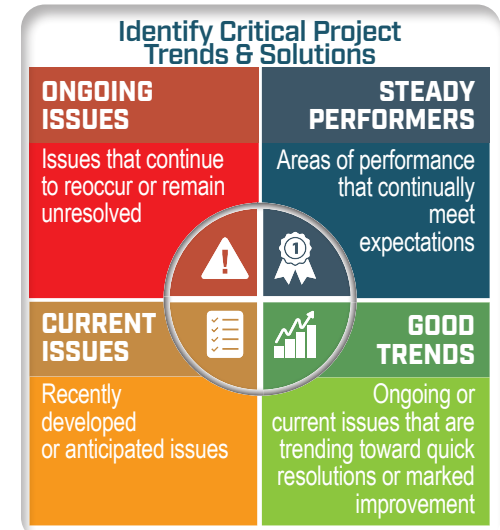 Identify Critical Project
Trends & Solutions
ONGOING
ISSUES
Issues that continue
to reoccur or remain
unresolved
STEADY
PERFORMERS
Areas of performance
that continually
meet
expectations
1
CURRENT
ISSUES
Recently
developed
or anticipated issues
GOOD
TRENDS
Ongoing or
current issues that are
trending toward quick
resolutions or marked
improvement